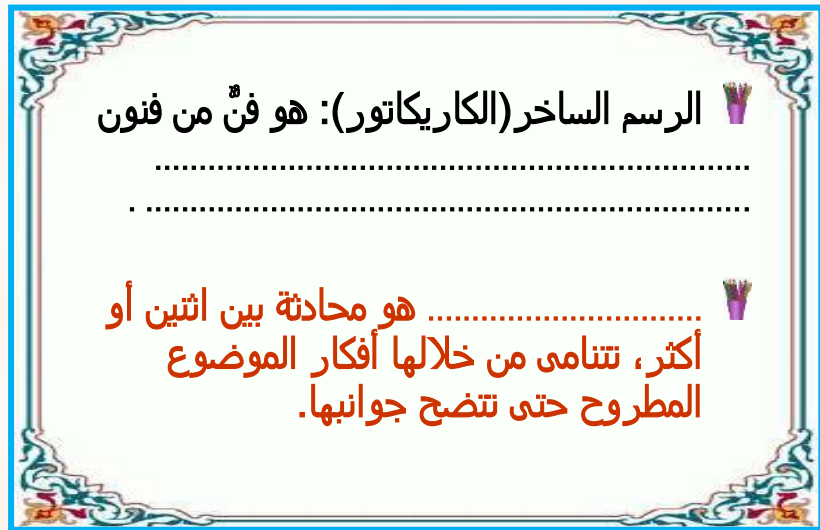 الرسم الساخر(الكاريكاتور): هو فنٌّ من فنون
...................................................................
.................................................................... .
............................... هو محادثة بين اثنين أو
أكثر، تتنامى من خلالها أفكار الموضوع
المطروح حتى تتضح جوانبها.